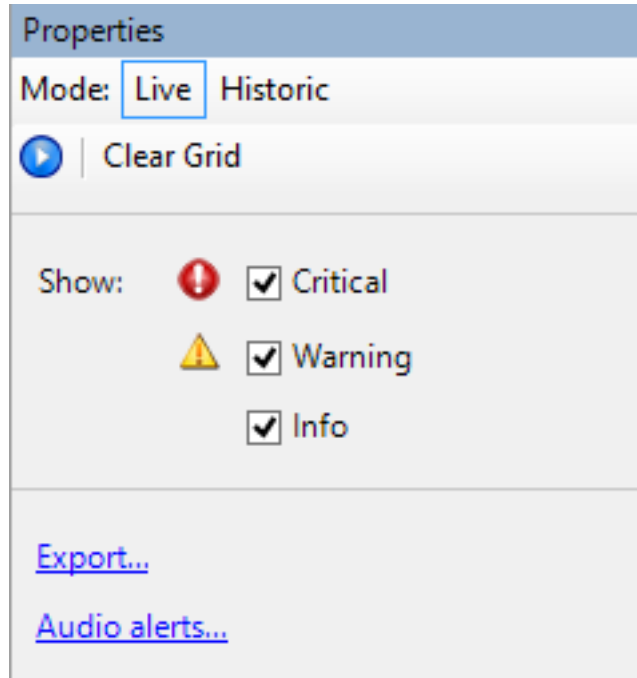 Properties
Mode: Live Historic
Clear Grid
Show: Critical
Warning
Info
Export...
Audio alerts...